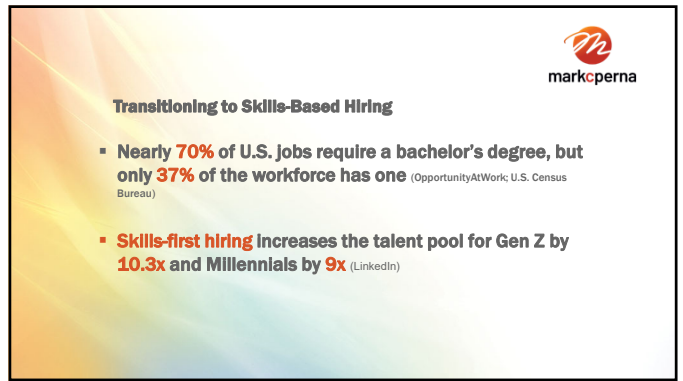 markcperna
Transitioning to Skills-Based Hiring
▪ Nearly 70% of U.S. jobs require a bachelor's degree, but
only 37% of the workforce has one (OpportunityAtWork; U.S. Census
Bureau)
▪ Skills-first hiring increases the talent pool for Gen Z by
10.3x and Millennials by 9x (LinkedIn)